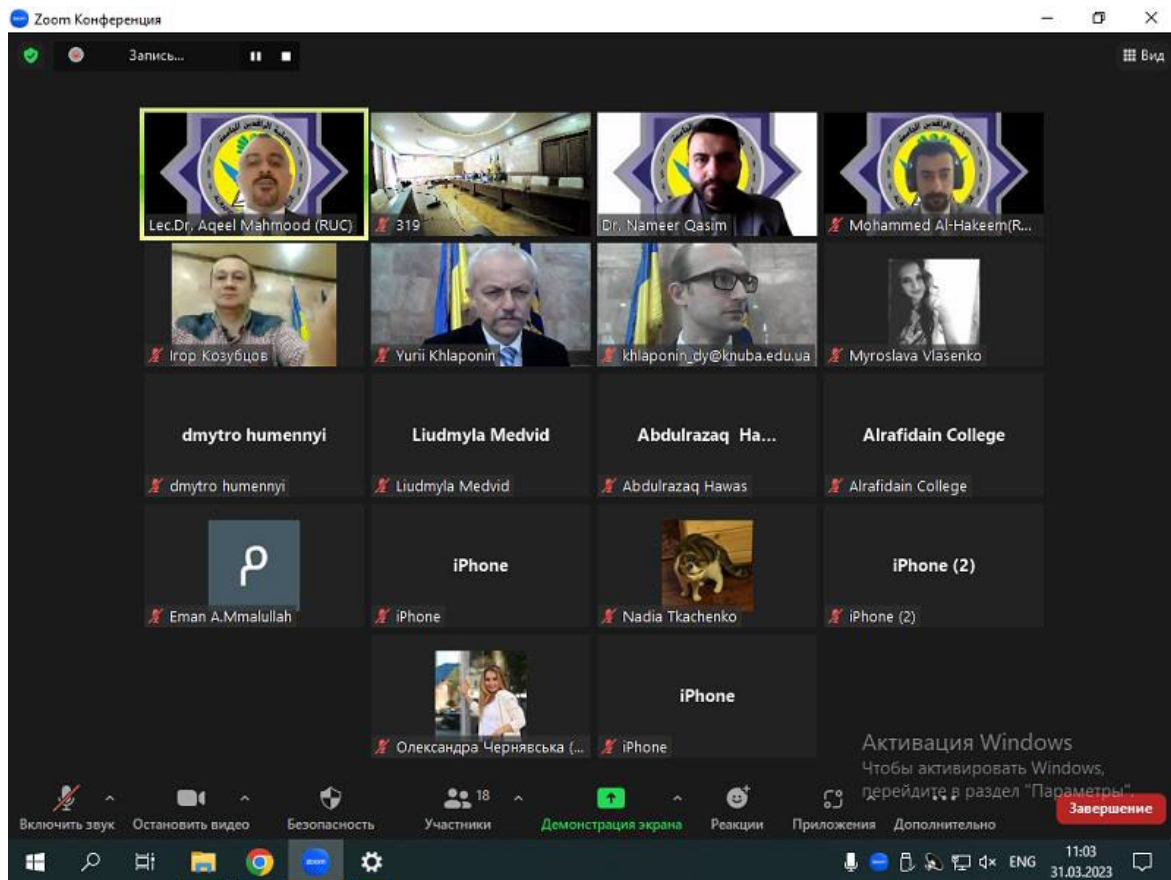 Zoom Конференция
Запись...
Вид
Lec.Dr. Aqeel Mahmood (RUC)
319
Dr. Nameer Qasim
Mohammed Al-Hakeem(R...
Ігор Козубцов
Yurii Khlaponin
khlaponin_dy@knuba.edu.ua
Myroslava Vlasenko
dmytro humennyi
Liudmyla Medvid
Abdulrazaq Ha...
Alrafidain College
dmytro humennyi
Liudmyla Medvid
Abdulrazaq Hawas
Alrafidain College
م
iPhone
iPhone (2)
Eman A.Mmalullah
iPhone
Nadia Tkachenko
iPhone (2)
iPhone
Олександра Чернявська (...
iPhone
Активация Windows
Чтобы активировать Windows,
перейдите в раздел "Параметры".
18
Включить звук
Остановить видео
Безопасность
Участники
Демонстрация экрана
Реакции
Приложения
Дополнительно
Завершение
zoom
ENG
11:03
31.03.2023